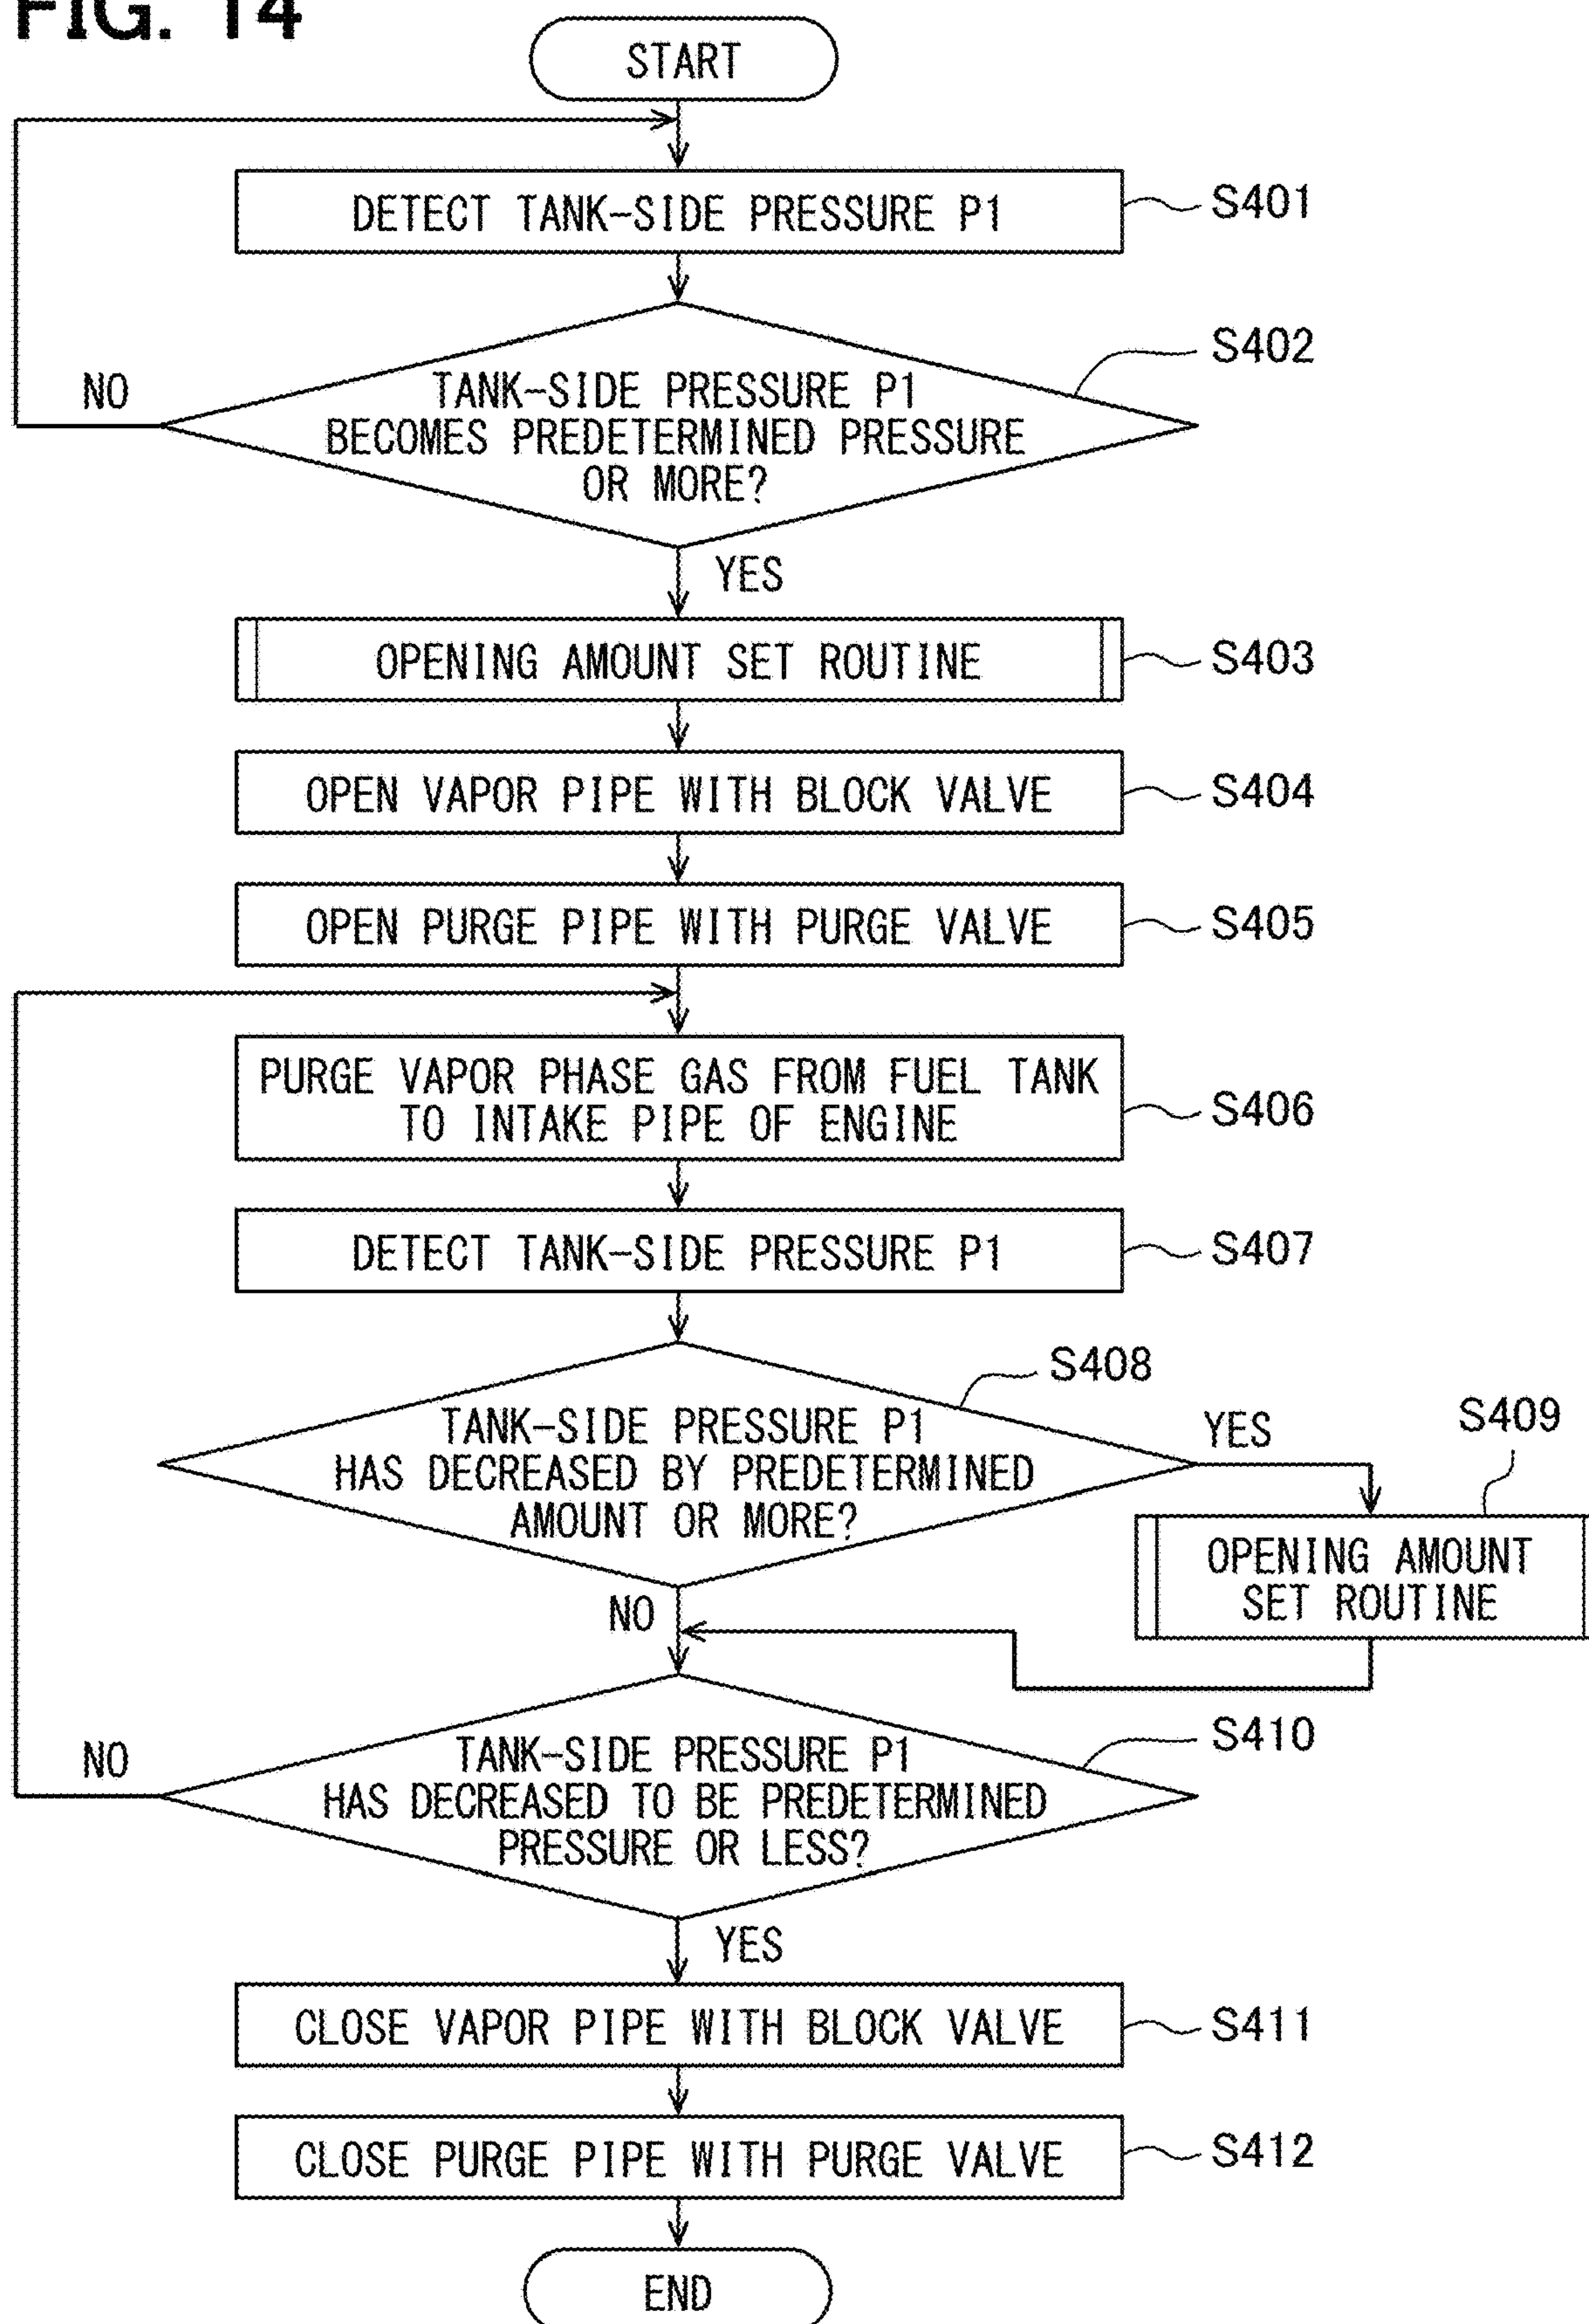 FIG. 14
START
DETECT TANK-SIDE PRESSURE P1
S401
S402
NO
TANK-SIDE PRESSURE P1
BECOMES PREDETERMINED PRESSURE
OR MORE?
YES
OPENING AMOUNT SET ROUTINE
S403
OPEN VAPOR PIPE WITH BLOCK VALVE
S404
OPEN PURGE PIPE WITH PURGE VALVE
S405
PURGE VAPOR PHASE GAS FROM FUEL TANK
TO INTAKE PIPE OF ENGINE
S406
DETECT TANK-SIDE PRESSURE P1
S407
S408
TANK-SIDE PRESSURE P1
HAS DECREASED BY PREDETERMINED
AMOUNT OR MORE?
YES
S409
OPENING AMOUNT
SET ROUTINE
NO
S410
NO
TANK-SIDE PRESSURE P1
HAS DECREASED TO BE PREDETERMINED
PRESSURE OR LESS?
YES
CLOSE VAPOR PIPE WITH BLOCK VALVE
S411
CLOSE PURGE PIPE WITH PURGE VALVE
S412
END